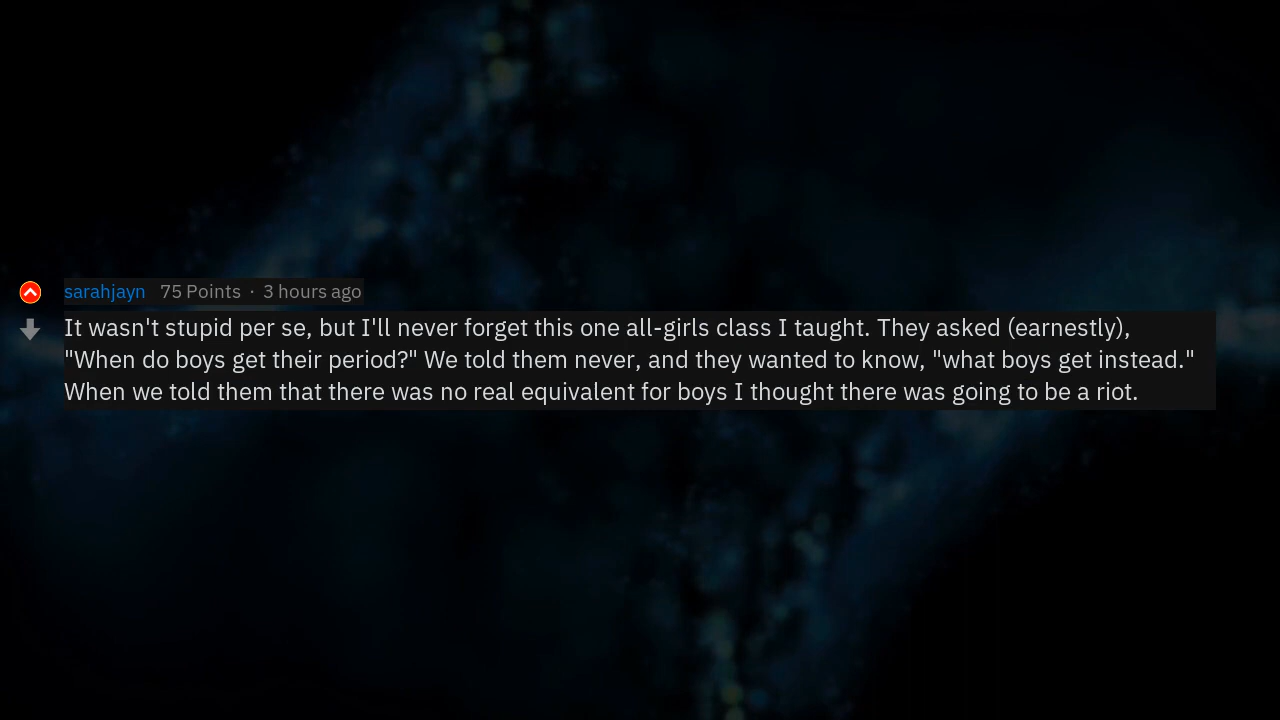 sarahjayn 75 Points · 3 hours ago
It wasn't stupid per se, but I'll never forget this one all-girls class I taught. They asked (earnestly),
"When do boys get their period?" We told them never, and they wanted to know, "what boys get instead."
When we told them that there was no real equivalent for boys I thought there was going to be a riot.